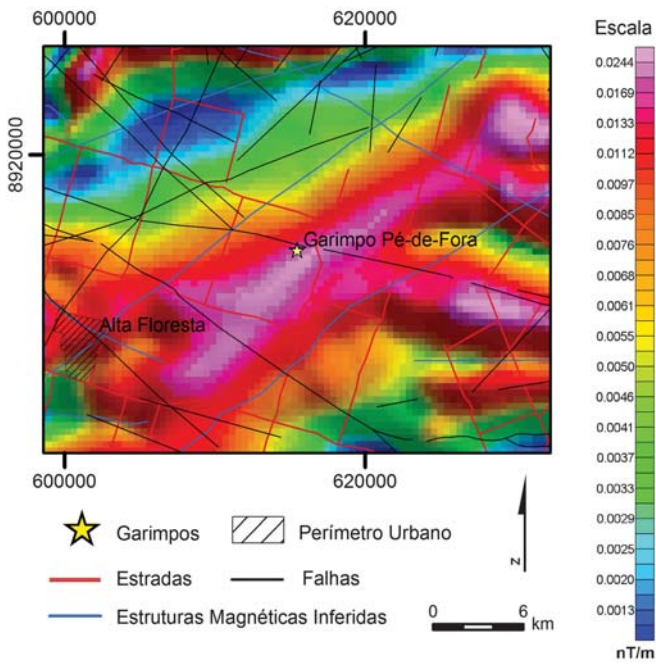 600000 620000
Escala
8920000
Garimpo Pé-de-Fora
Alta Floresta
600000 620000
0.0244
0.0169
0.0133
0.0112
0.0097
0.0085
0.0076
0.0068
0.0061
0.0055
0.0050
0.0046
0.0041
0.0037
0.0033
0.0029
0.0025
0.0020
0.0013
nT/m
Garimpos Perímetro Urbano
Estradas Falhas
Estruturas Magnéticas Inferidas
N
0 6
km